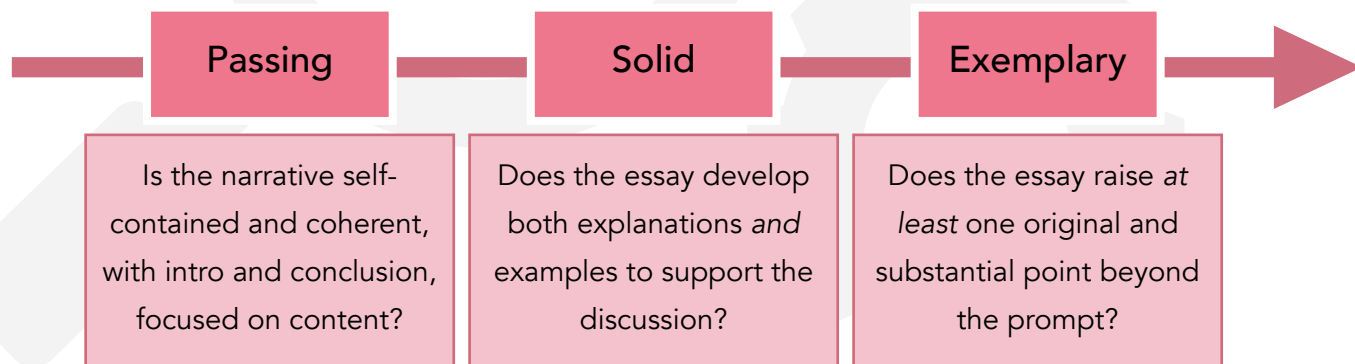 Passing
Solid
Exemplary
Is the narrative self-
contained and coherent,
with intro and conclusion,
focused on content?
Does the essay develop
both explanations and
examples to support the
discussion?
Does the essay raise at
least one original and
substantial point beyond
the prompt?